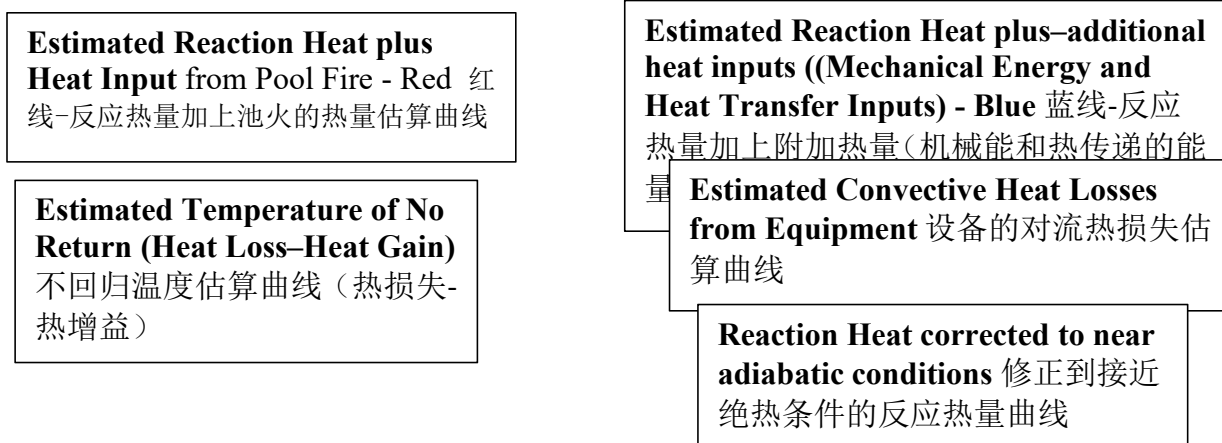 Estimated Reaction Heat plus
Heat Input from Pool Fire - Red 红
线-反应热量加上池火的热量估算曲线
Estimated Temperature of No
Return (Heat Loss–Heat Gain)
不回归温度估算曲线（热损失-
热增益）
Estimated Reaction Heat plus–additional
heat inputs ((Mechanical Energy and
Heat Transfer Inputs) - Blue 蓝线-反应
热量加上附加热量（机械能和热传递的能
量
Estimated Convective Heat Losses
from Equipment 设备的对流热损失估
算曲线
Reaction Heat corrected to near
adiabatic conditions 修正到接近
绝热条件的反应热量曲线